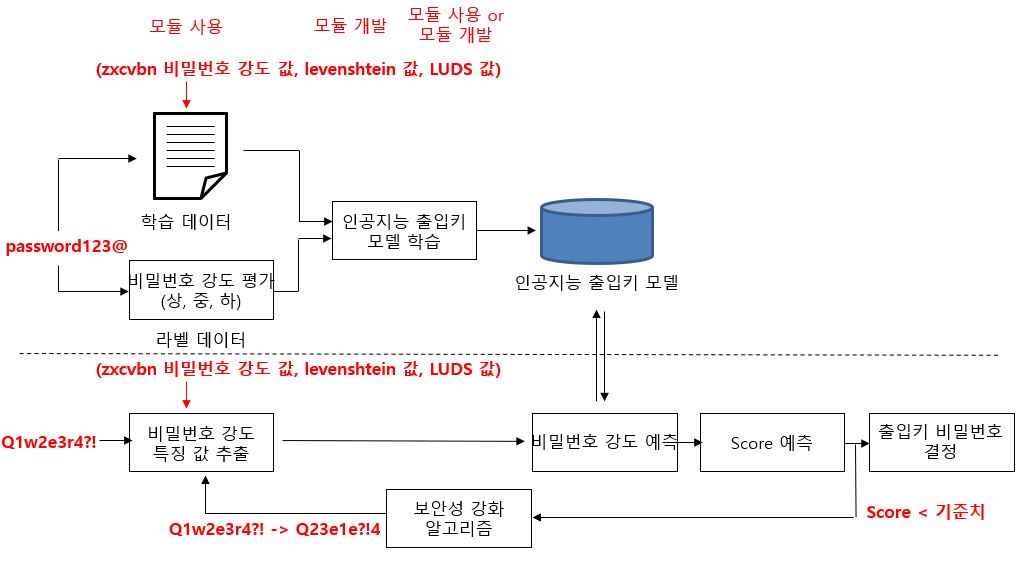 모듈 사용
모듈 개발
모듈 사용 or
모듈 개발
(zxcvbn 비밀번호 강도 값, levenshtein 값, LUDS 값)
학습 데이터
password123@
비밀번호 강도 평가
(상, 중, 하)
라벨 데이터
인공지능 출입키
모델 학습
인공지능 출입키 모델
(zxcvbn 비밀번호 강도 값, levenshtein 값, LUDS 값)
Q1w2e3r4?!
비밀번호 강도
특징 값 추출
비밀번호 강도 예측
Score 예측
출입키 비밀번호
결정
보안성 강화
알고리즘
Q1w2e3r4?! -> Q23e1e?!4
Score < 기준치